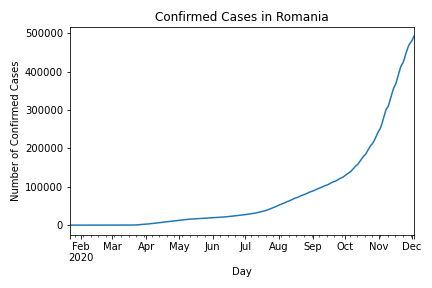 Confirmed Cases in Romania
Number of Confirmed Cases
500000
400000
300000
200000
100000
0
Feb Mar Apr May Jun Jul Aug Sep Oct Nov Dec
2020
Day